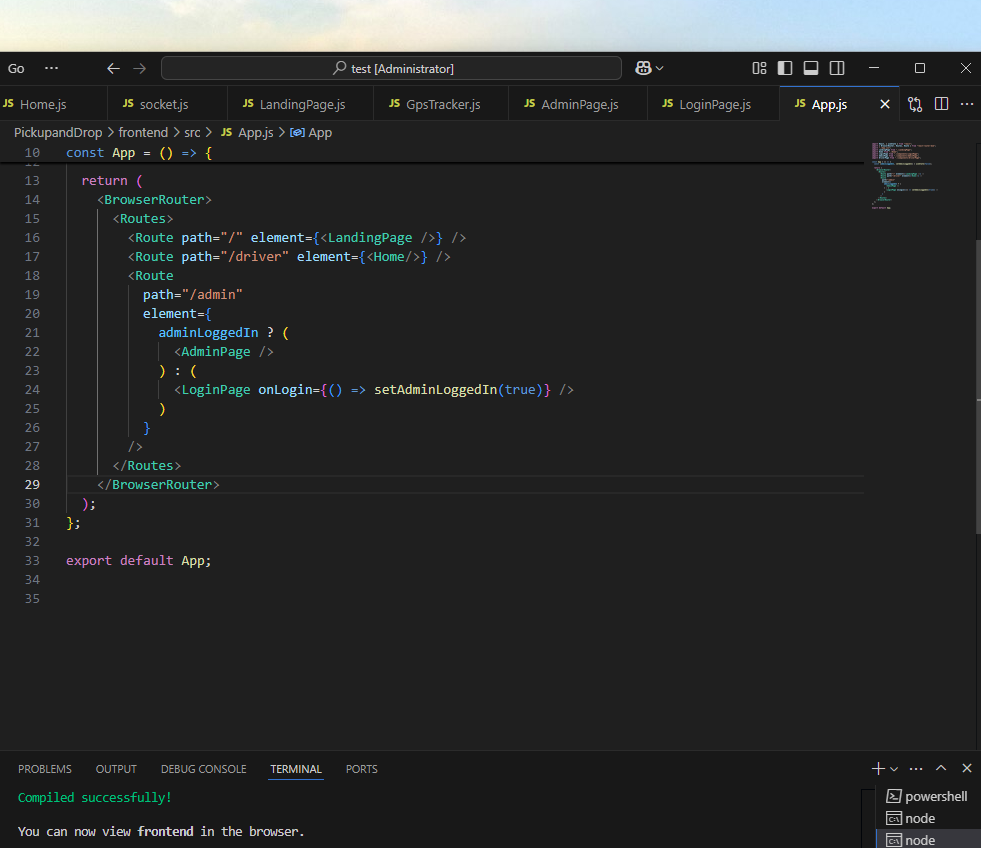 Go ··· test [Administrator]
JS Home.js JS socket.js JS LandingPage.js JS GpsTracker.js JS AdminPage.js JS LoginPage.js JS App.js
PickupandDrop > frontend > src > JS App.js > App
10 const App = () => {
13 return (
14 <BrowserRouter>
15 <Routes>
16 <Route path="/" element={<LandingPage />} />
17 <Route path="/driver" element={<Home/>} />
18 <Route
19 path="/admin"
20 element={
21 adminLoggedIn ? (
22 <AdminPage />
23 ) : (
24 <LoginPage onLogin={() => setAdminLoggedIn(true)} />
25 )
26 }
27 />
28 </Routes>
29 </BrowserRouter>
30 );
31 };
32
33 export default App;
34
35
PROBLEMS OUTPUT DEBUG CONSOLE TERMINAL PORTS
Compiled successfully!
You can now view frontend in the browser.
powershell
node
node